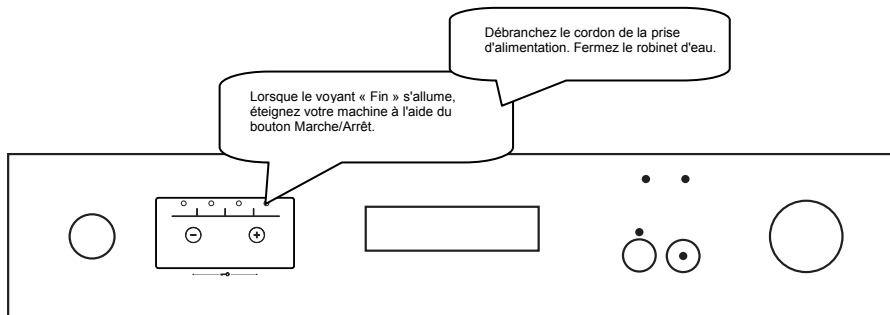 Débranchez le cordon de la prise
d'alimentation. Fermez le robinet d'eau.
Lorsque le voyant « Fin » s'allume,
éteignez votre machine à l'aide du
bouton Marche/Arrêt.